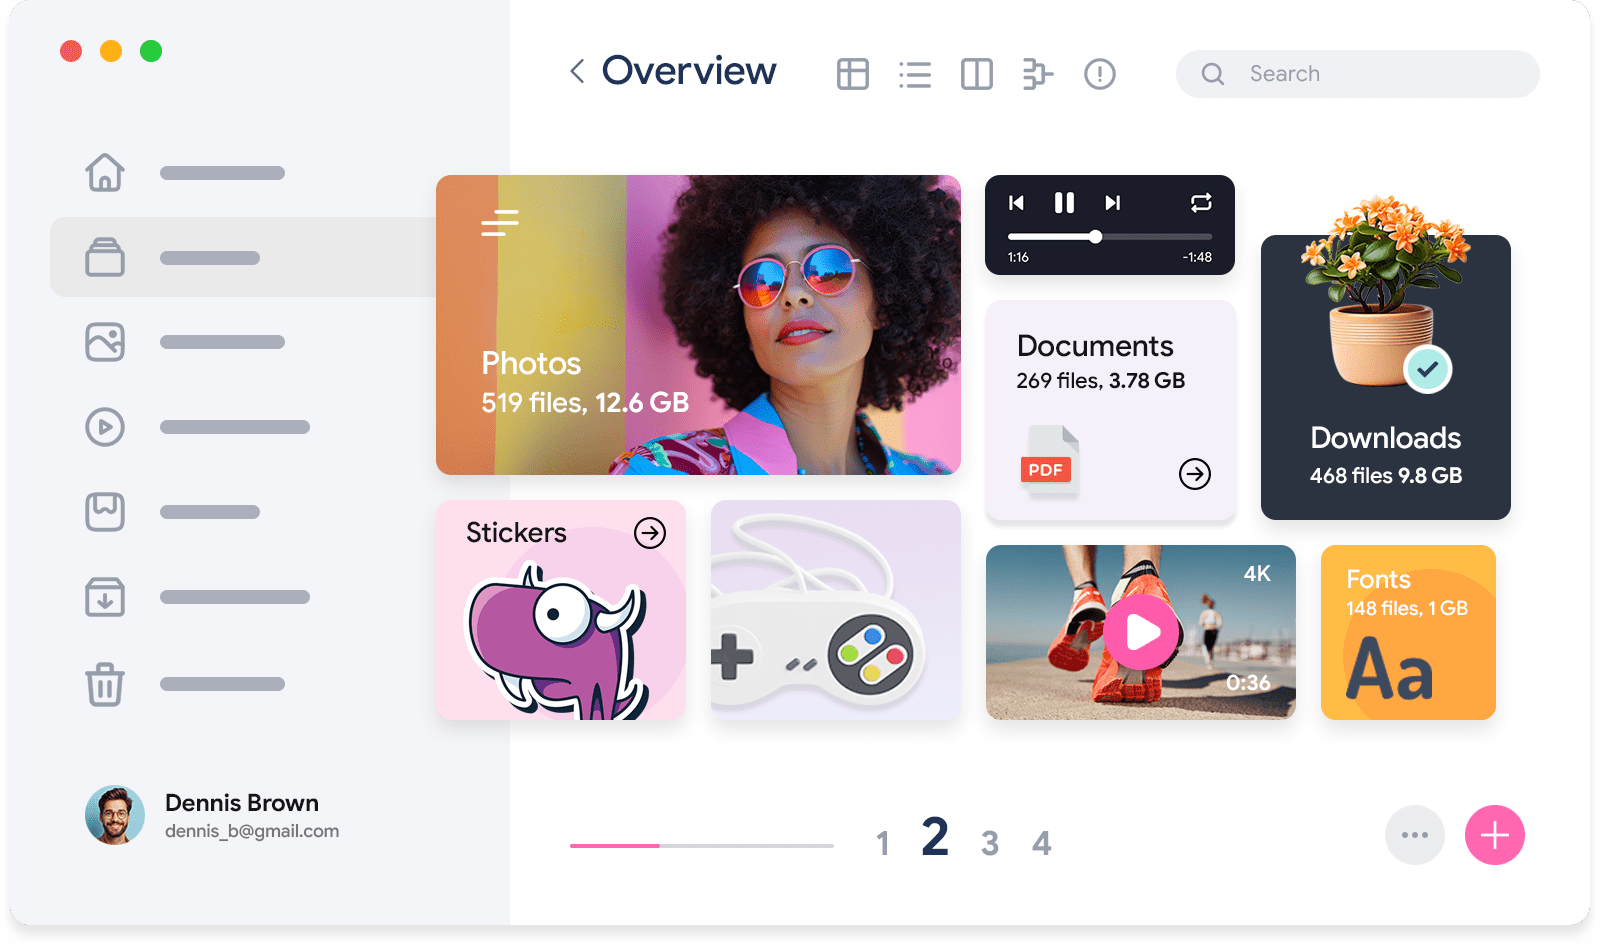 Overview
Search
Photos
519 files, 12.6 GB
1:16
-1:48
Documents
269 files, 3.78 GB
PDF
Downloads
468 files 9.8 GB
Stickers
4K
0:36
Fonts
148 files, 1 GB
Aa
Dennis Brown
dennis_b@gmail.com
1 2 3 4